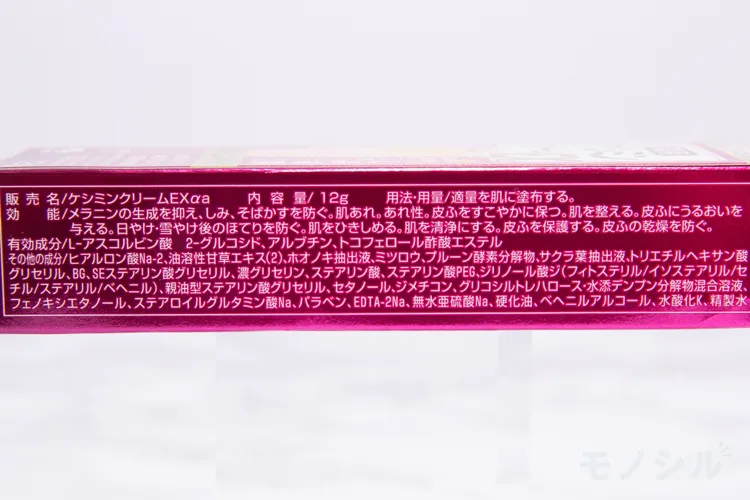 販売名/ケシミンクリームEXαa 内容量/12g 用法・用量/適量を肌に塗布する。
効能/メラニンの生成を抑え、しみ、そばかすを防ぐ。肌あれ。あれ性。皮ふをすこやかに保つ。肌を整える。皮ふにうるおいを
与える。日やけ・雪やけ後のほてりを防ぐ。肌をひきしめる。肌を清浄にする。皮ふを保護する。皮ふの乾燥を防ぐ。
有効成分/L-アスコルビン酸 2-グルコシド、アルブチン、トコフェロール酢酸エステル
その他の成分/ヒアルロン酸Na-2、油溶性甘草エキス(2)、ホオノキ抽出液、ミツロウ、プルーン酵素分解物、サクラ葉抽出液、トリエチルヘキサン酸
グリセリル、BG、SEステアリン酸グリセリル、濃グリセリン、ステアリン酸、ステアリン酸PEG、ジリノール酸ジ(フィトステリル/イソステアリル/セ
チル/ステアリル/ベヘニル)、親油型ステアリン酸グリセリル、セタノール、ジメチコン、グリコシルトレハロース・水添デンプン分解物混合溶液、
フェノキシエタノール、ステアロイルグルタミン酸Na、パラベン、EDTA-2Na、無水亜硫酸Na、硬化油、ベヘニルアルコール、水酸化K、精製水
モノシル